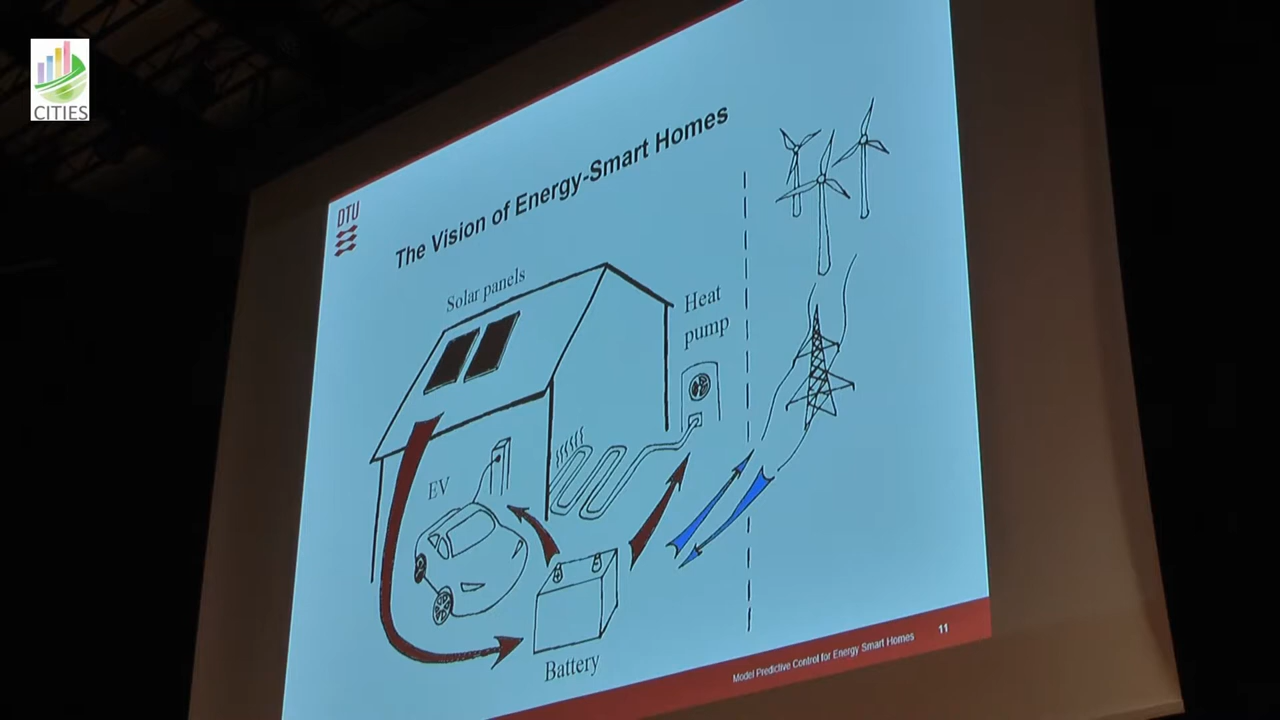 CITIES
DTU
The Vision of Energy-Smart Homes
Solar panels
Heat
pump
EV
Battery
Model Predictive Control for Energy Smart Homes
11